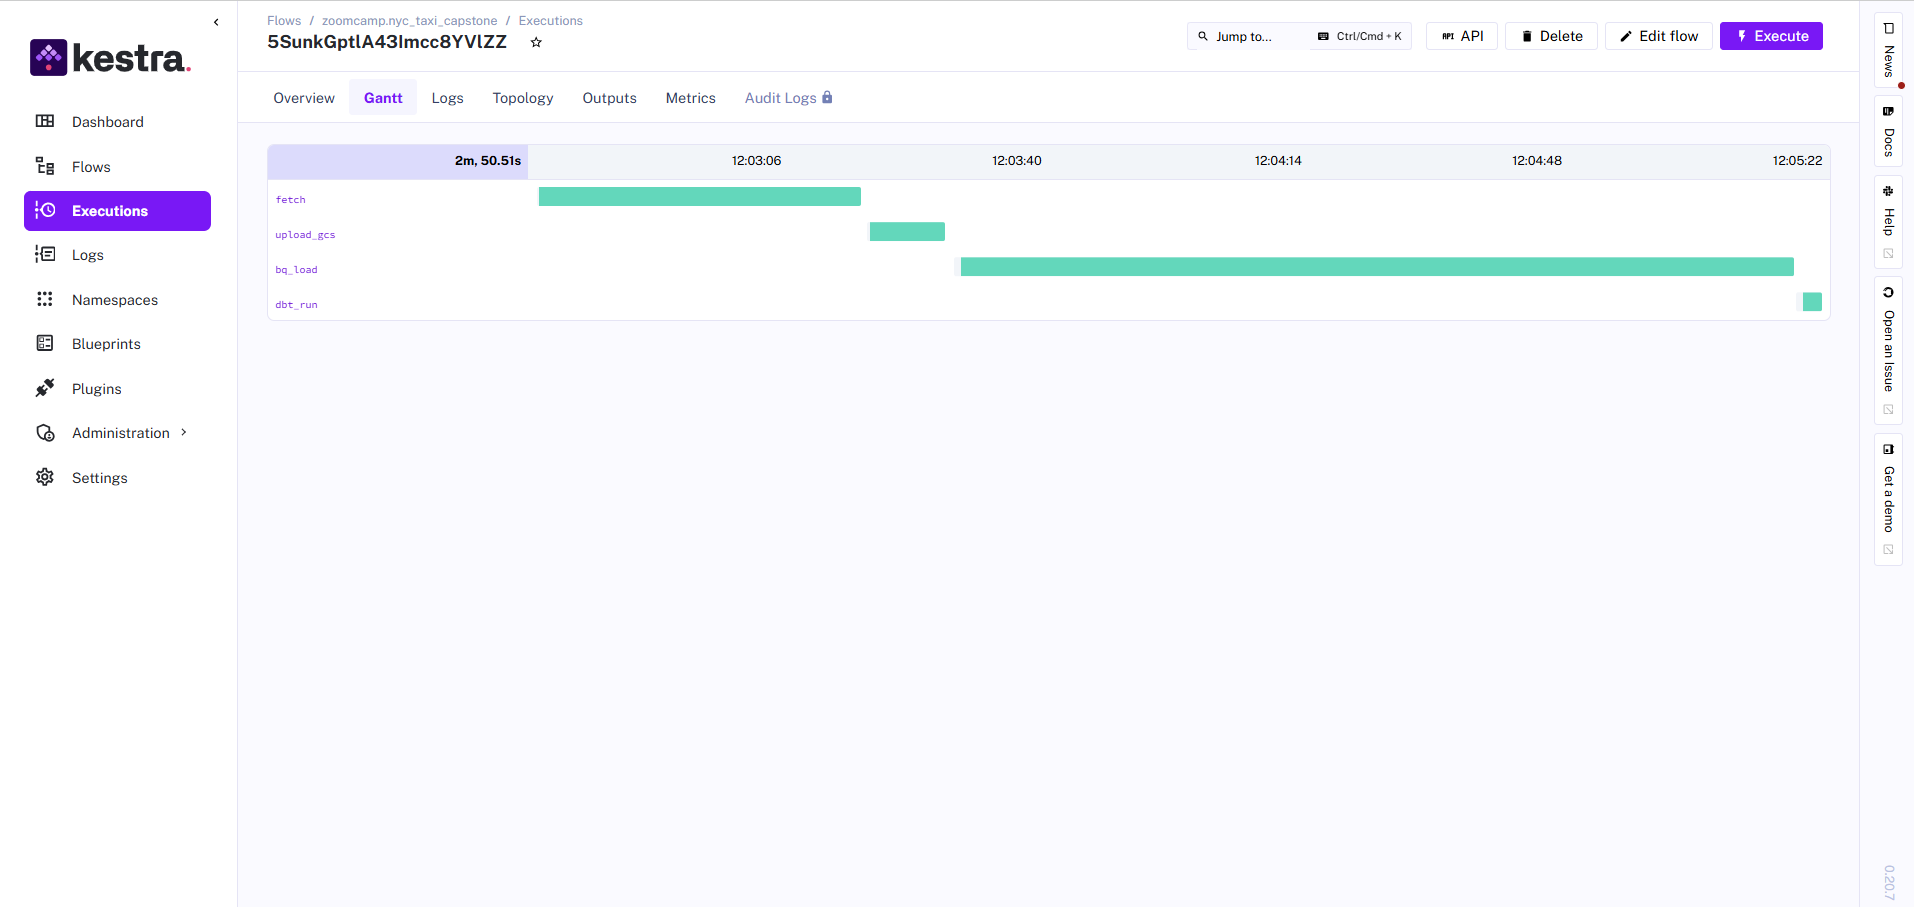 kestra.
Dashboard
Flows
Executions
Logs
Namespaces
Blueprints
Plugins
Administration
Settings
Flows / zoomcamp.nyc_taxi_capstone / Executions
5SunkGptlA43Imcc8YVlZZ
Jump to... Ctrl/Cmd + K
API API
Delete
Edit flow
Execute
Overview Gantt Logs Topology Outputs Metrics Audit Logs
2m, 50.51s 12:03:06 12:03:40 12:04:14 12:04:48 12:05:22
fetch
upload_gcs
bq_load
dbt_run
News
Docs
Help
Open an Issue
Get a demo
0.20.7